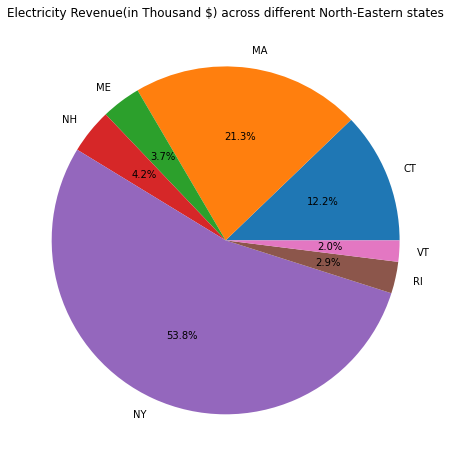 Electricity Revenue(in Thousand $) across different North-Eastern states
MA
ME
NH
21.3%
3.7%
CT
4.2%
12.2%
2.0%
VT
2.9%
RI
53.8%
NY